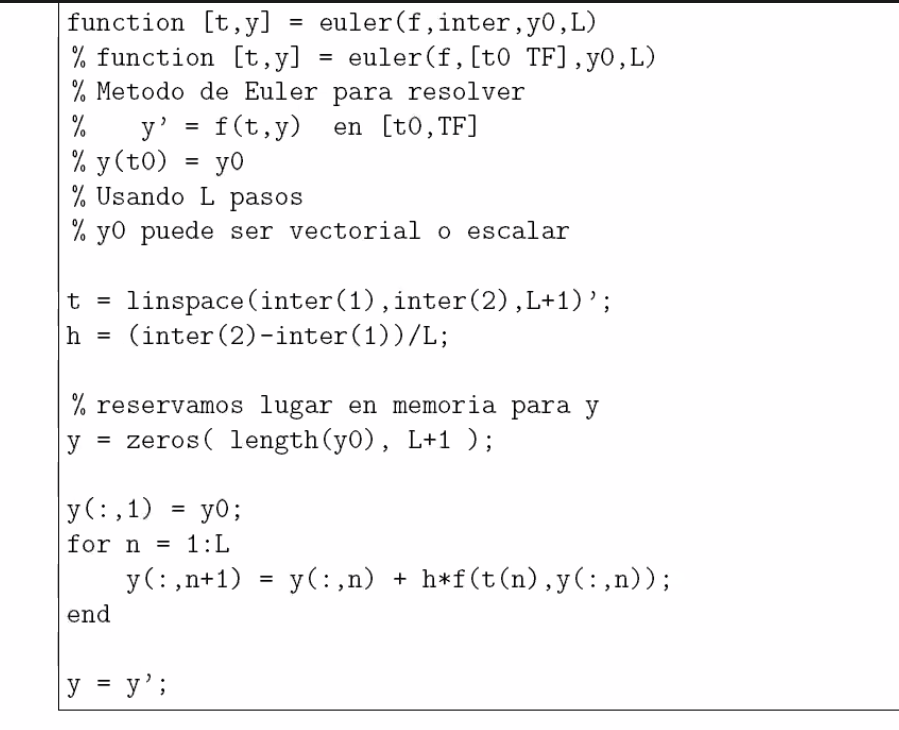 function [t,y] = euler(f,inter,y0,L)
% function [t,y] = euler(f,[t0 TF],y0,L)
% Metodo de Euler para resolver
%    y' = f(t,y)  en [t0,TF]
% y(t0) = y0
% Usando L pasos
% y0 puede ser vectorial o escalar
t = linspace(inter(1),inter(2),L+1)';
h = (inter(2)-inter(1))/L;
% reservamos lugar en memoria para y
y = zeros( length(y0), L+1 );
y(:,1) = y0;
for n = 1:L
    y(:,n+1) = y(:,n) + h*f(t(n),y(:,n));
end
y = y';